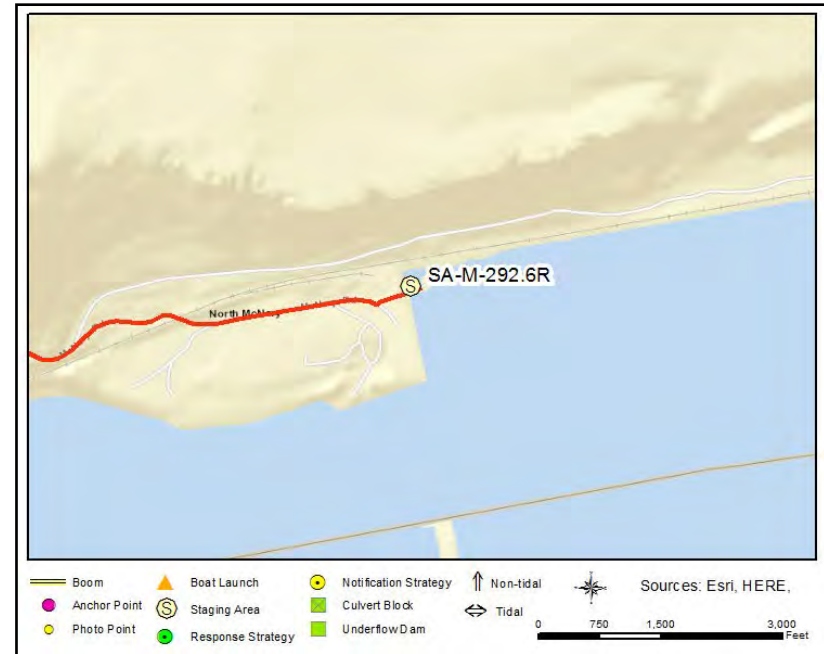 SA-M-292.6R
North McNary
Boom
Boat Launch
Notification Strategy
Non-tidal
Sources: Esri, HERE,
Anchor Point
Staging Area
Culvert Block
Tidal
Photo Point
Response Strategy
Underflow Dam
0 750 1,500 3,000
Feet